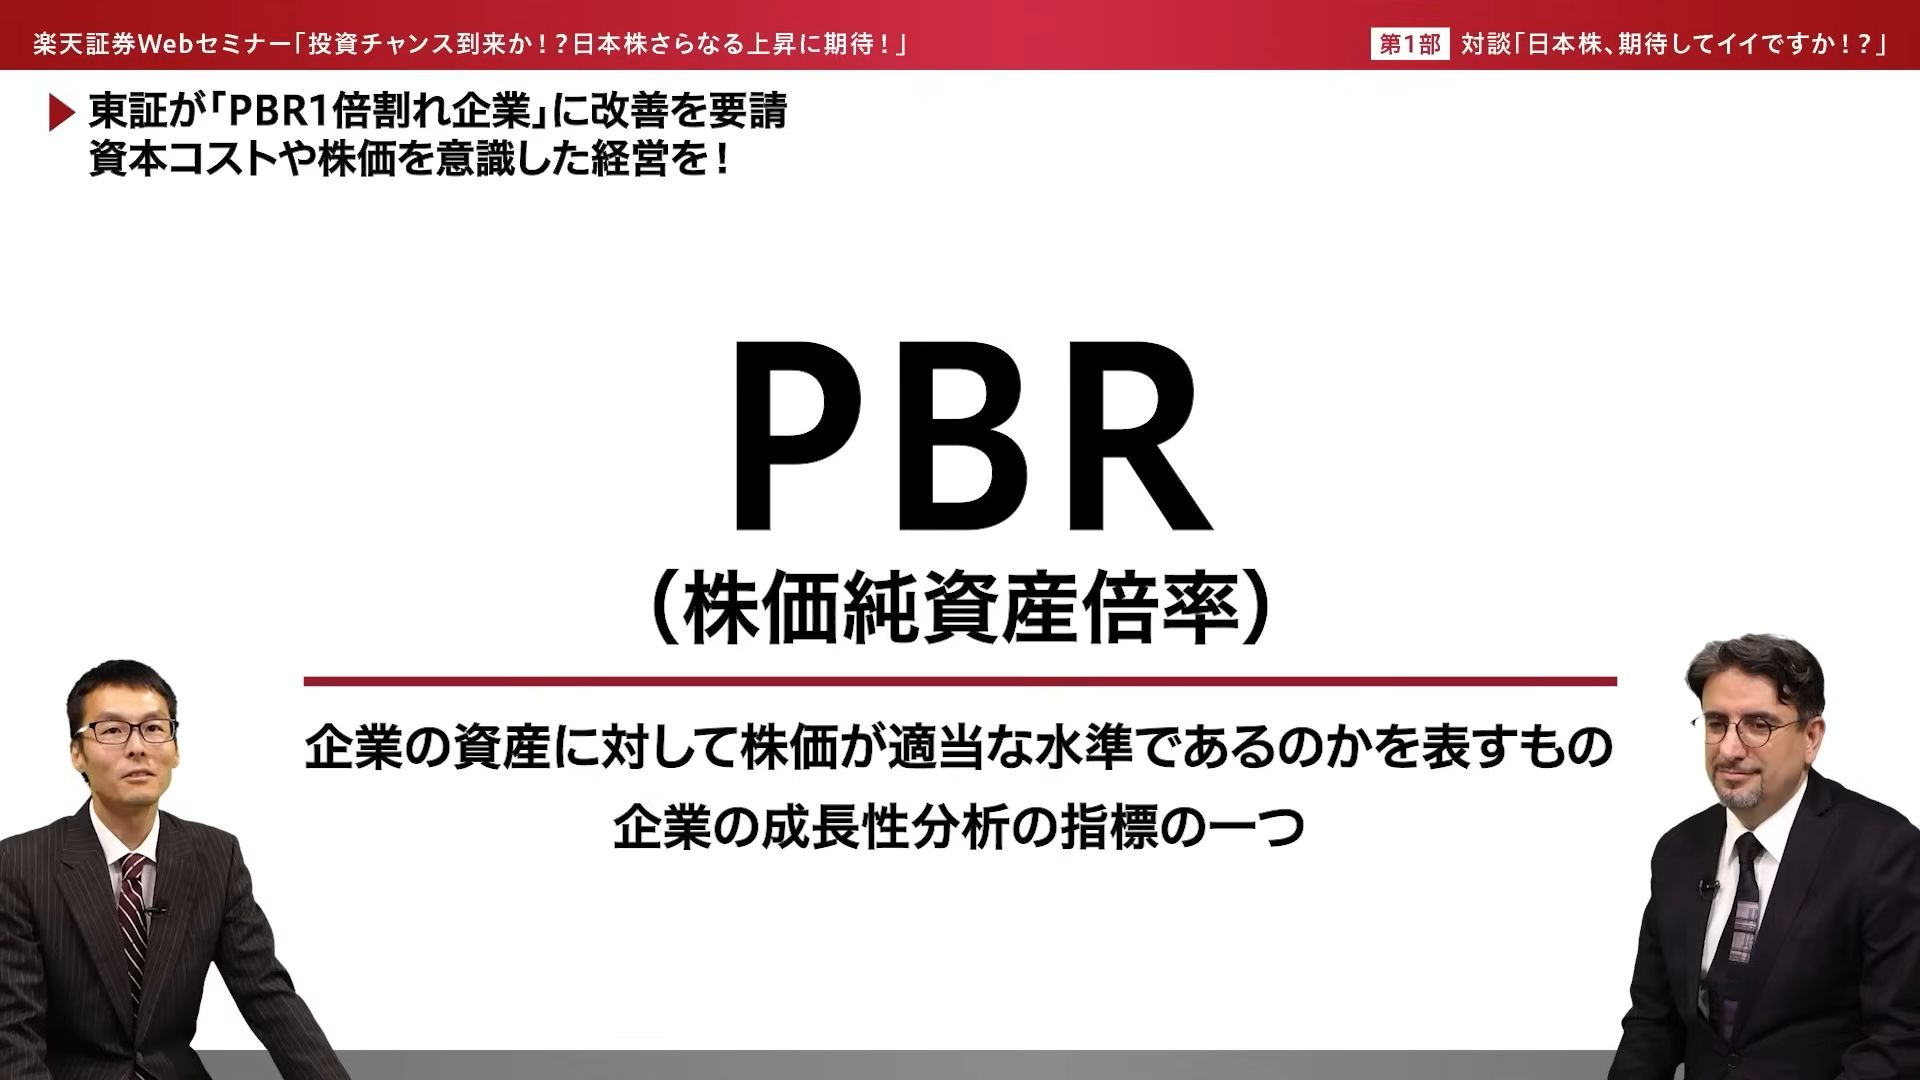 楽天証券Webセミナー「投資チャンス到来か！？日本株さらなる上昇に期待！」
第1部 対談「日本株、期待してイイですか！？」
東証が「PBR1倍割れ企業」に改善を要請
資本コストや株価を意識した経営を！
PBR
（株価純資産倍率）
企業の資産に対して株価が適当な水準であるのかを表すもの
企業の成長性分析の指標の一つ